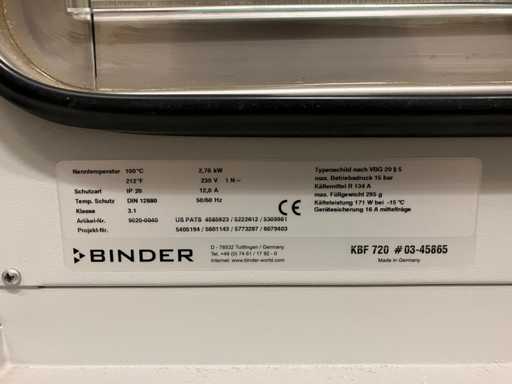 Nenntemperatur 100°C 2,70 kW
212°F 230 V 1 N~
Schutzart IP 20 12,0 A
Temp. Schutz DIN 12880 50/60 Hz
Klasse 3.1
Artikel-Nr. 9020-0040 US PATS 4585923 / 5222612 / 5309981
Projekt-Nr. 5405194 / 5601143 / 5773287 / 6079403
CE
Typenschild nach VBG 20 § 5
max. Betriebsdruck 15 bar
Kältemittel R 134 A
max. Füllgewicht 285 g
Kälteleistung 171 W bei -15 °C
Gerätesicherung 16 A mittelträge
BINDER
D - 78532 Tuttlingen / Germany
Tel. +49 (0) 74 61 / 17 92 - 0
Internet: www.binder-world.com
KBF 720 # 03-45865
Made in Germany